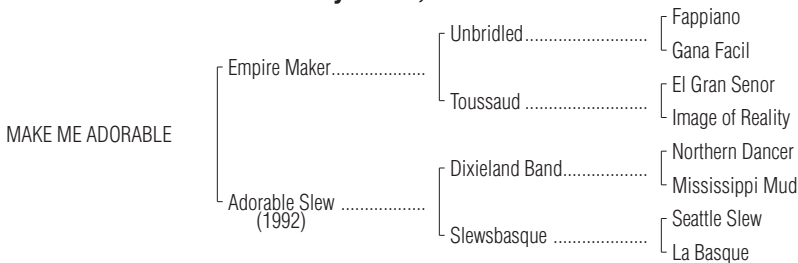 Fappiano
Unbridled
Gana Facil
Empire Maker
El Gran Senor
Toussaud
Image of Reality
MAKE ME ADORABLE
Northern Dancer
Dixieland Band
Mississippi Mud
Adorable Slew
(1992)
Seattle Slew
Slewsbasque
La Basque